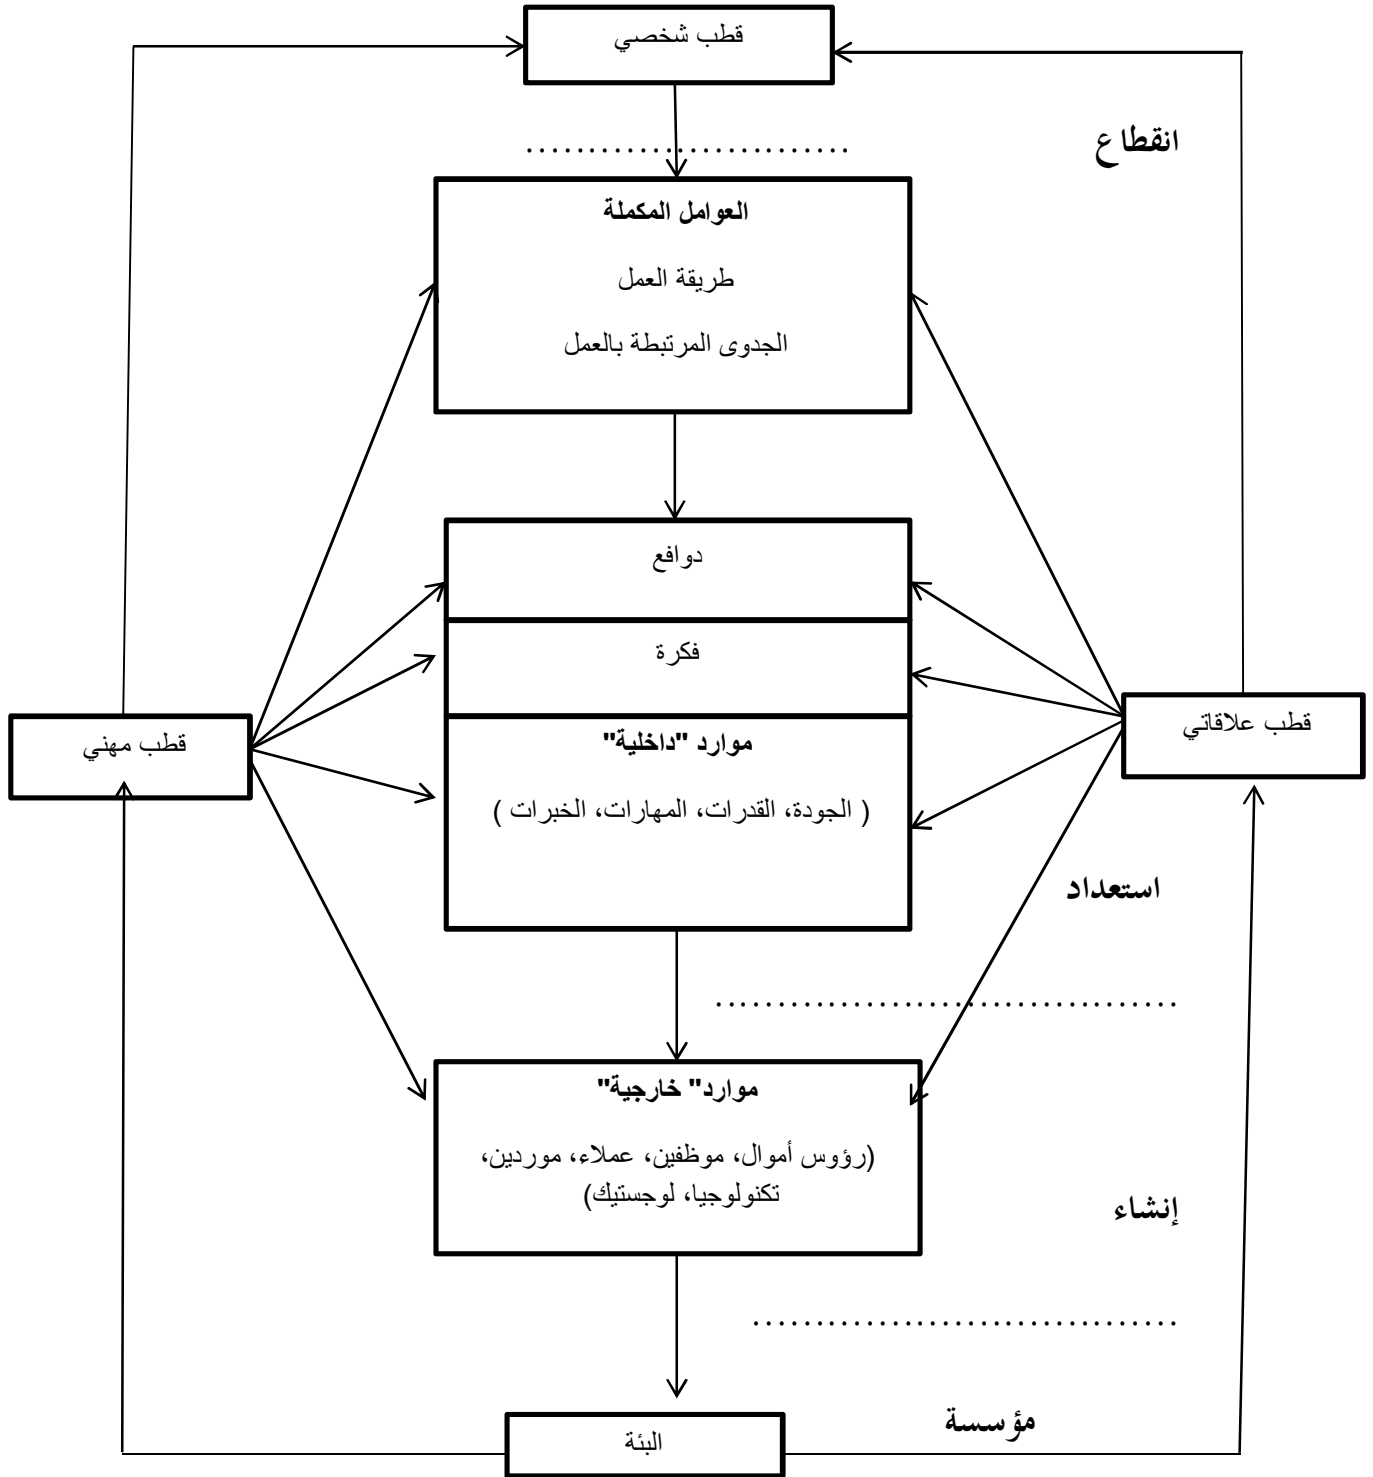 قطب شخصي
انقطاع
العوامل المكملة
طريقة العمل
الجدوى المرتبطة بالعمل
دوافع
فكرة
قطب علاقاتي
قطب مهني
موارد "داخلية"
( الجودة، القدرات، المهارات، الخبرات )
استعداد
موارد" خارجية"
(رؤوس أموال، موظفين، عملاء، موردين،
تكنولوجيا، لوجستيك)
إنشاء
مؤسسة
البئة